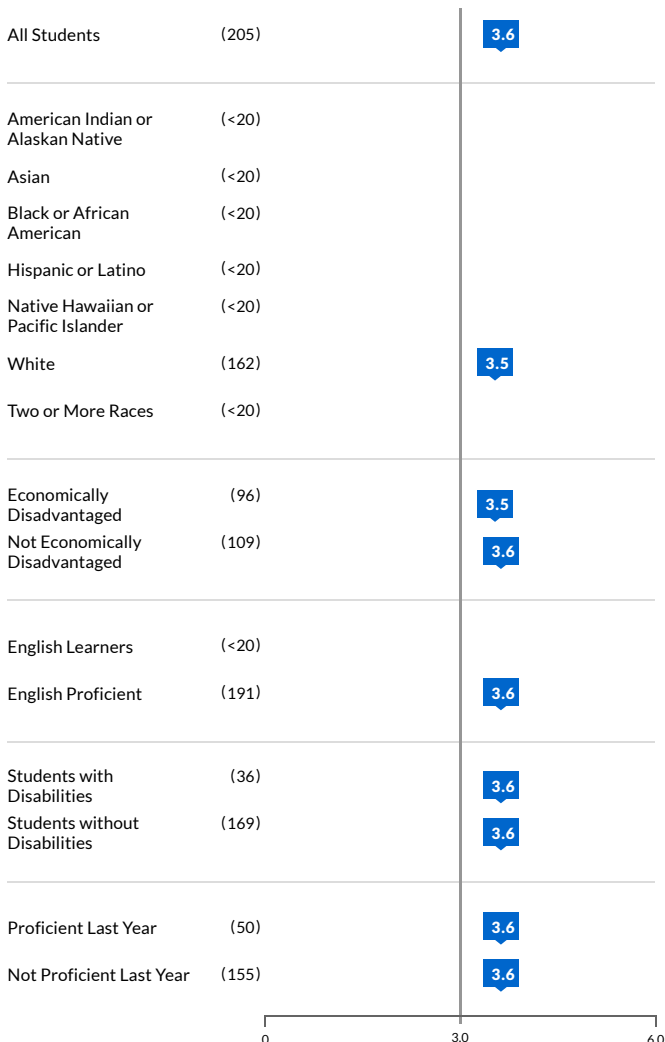 All Students (205) 3.6
American Indian or (<20)
Alaskan Native
Asian (<20)
Black or African (<20)
American
Hispanic or Latino (<20)
Native Hawaiian or (<20)
Pacific Islander
White (162) 3.5
Two or More Races (<20)
Economically (96) 3.5
Disadvantaged
Not Economically (109) 3.6
Disadvantaged
English Learners (<20)
English Proficient (191) 3.6
Students with (36) 3.6
Disabilities
Students without (169) 3.6
Disabilities
Proficient Last Year (50) 3.6
Not Proficient Last Year (155) 3.6
0 3.0 6.0